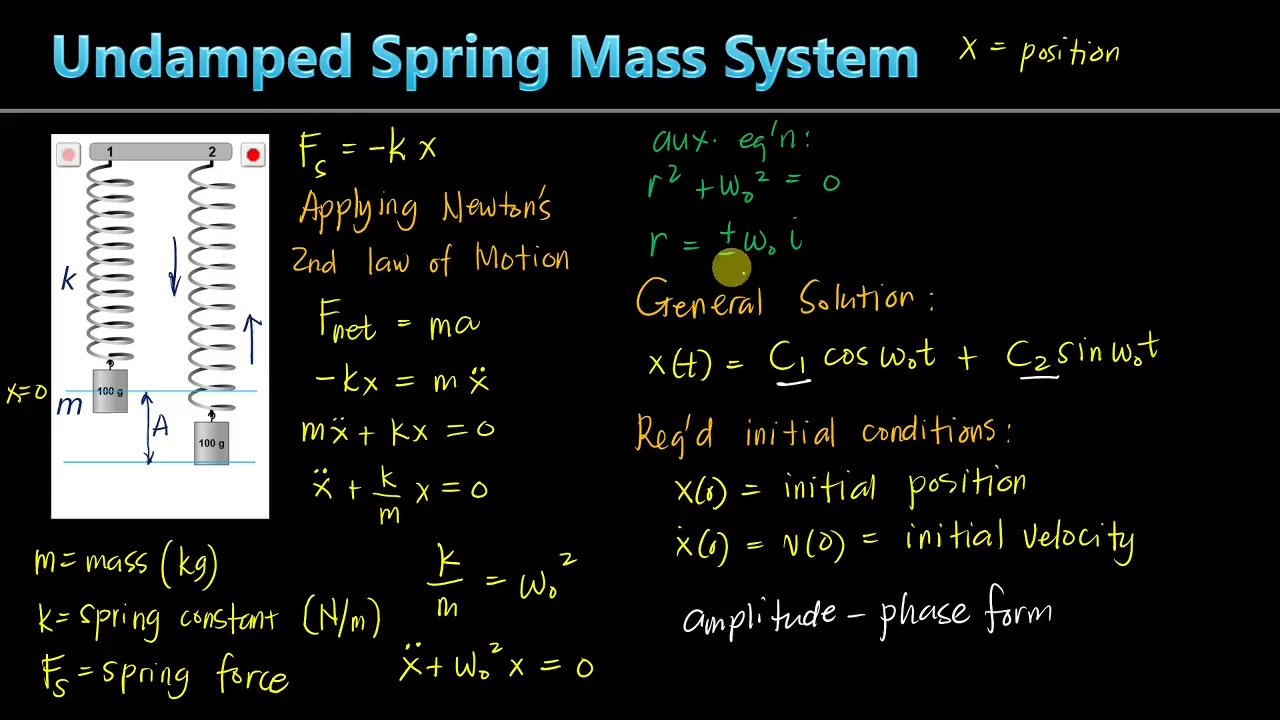 Undamped Spring Mass System
x = position
1 2
k
x=0
m
100 g
A
100 g
F_s = -k x
Applying Newton's
2nd law of Motion
F_net = ma
-kx = m ẍ
mẍ + kx = 0
ẍ + k/m x = 0
m = mass (kg)
k = spring constant (N/m)
F_s = spring force
k/m = ω₀²
ẍ + ω₀² x = 0
aux. eq'n:
r² + ω₀² = 0
r = ± ω₀ i
General Solution:
x(t) = C₁ cos ω₀t + C₂ sin ω₀t
Req'd initial conditions:
x(0) = initial position
ẋ(0) = v(0) = initial velocity
amplitude - phase form